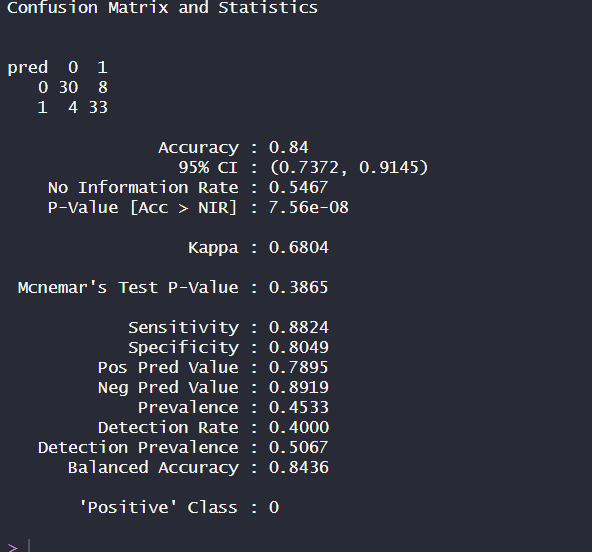 Confusion Matrix and Statistics
pred  0  1
   0 30  8
   1  4 33
               Accuracy : 0.84
                 95% CI : (0.7372, 0.9145)
    No Information Rate : 0.5467
    P-Value [Acc > NIR] : 7.56e-08
                  Kappa : 0.6804
 Mcnemar's Test P-Value : 0.3865
            Sensitivity : 0.8824
            Specificity : 0.8049
         Pos Pred Value : 0.7895
         Neg Pred Value : 0.8919
             Prevalence : 0.4533
         Detection Rate : 0.4000
   Detection Prevalence : 0.5067
      Balanced Accuracy : 0.8436
       'Positive' Class : 0
>